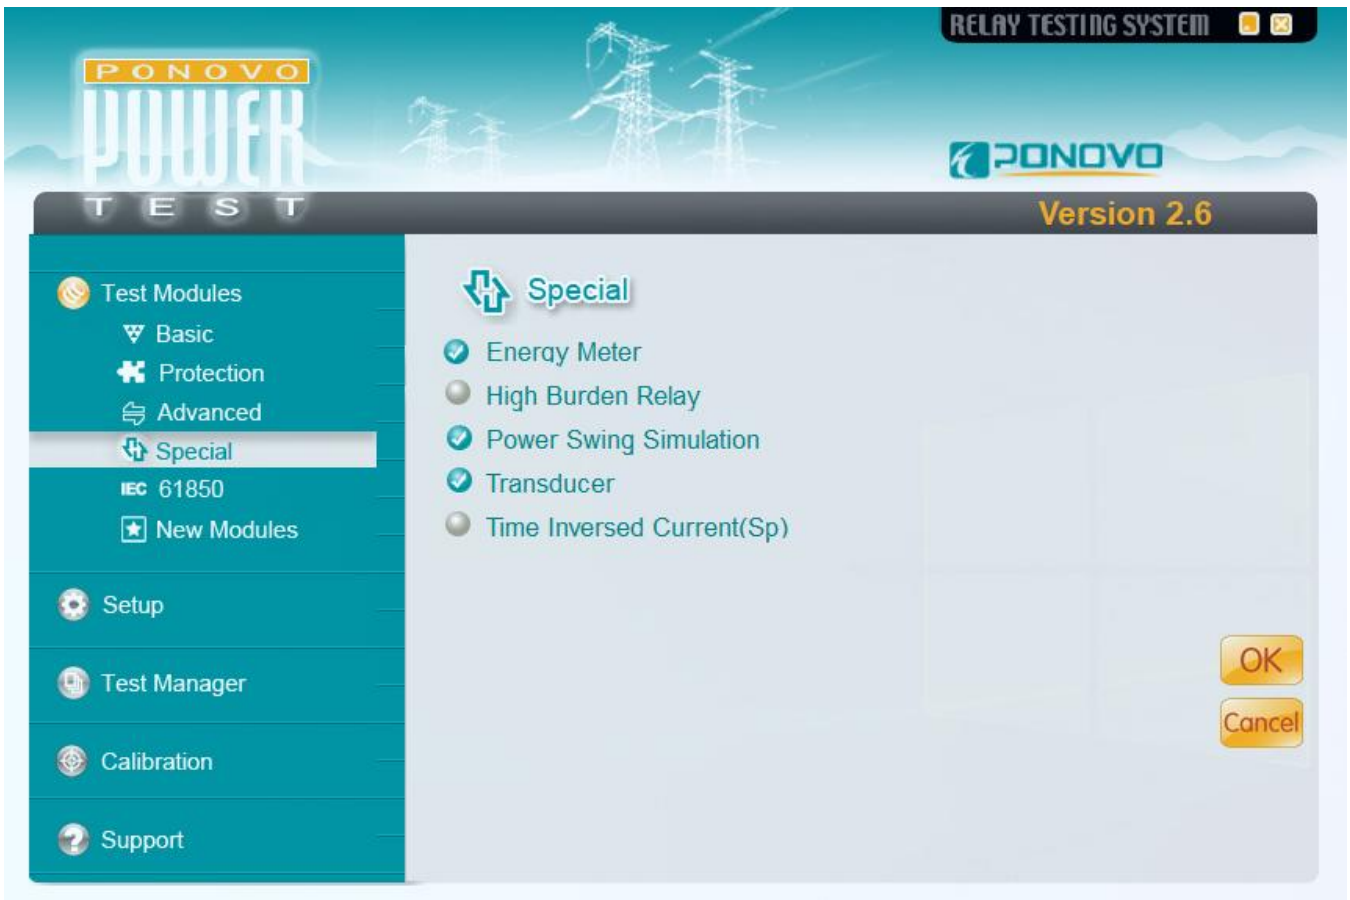 RELAY TESTING SYSTEM
PONOVO
POWER
TEST
PONOVO
Version 2.6
Test Modules
Basic
Protection
Advanced
Special
IEC 61850
New Modules
Setup
Test Manager
Calibration
Support
Special
Energy Meter
High Burden Relay
Power Swing Simulation
Transducer
Time Inversed Current(Sp)
OK
Cancel